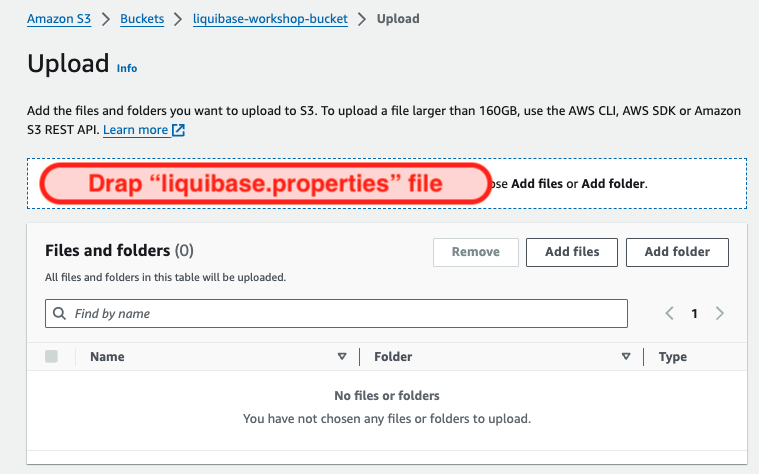 Amazon S3 > Buckets > liquibase-workshop-bucket > Upload
Upload Info
Add the files and folders you want to upload to S3. To upload a file larger than 160GB, use the AWS CLI, AWS SDK or Amazon
S3 REST API. Learn more
Drap “liquibase.properties” file Add files or Add folder.
Files and folders (0)
Remove Add files Add folder
All files and folders in this table will be uploaded.
Find by name
1
Name Folder Type
No files or folders
You have not chosen any files or folders to upload.